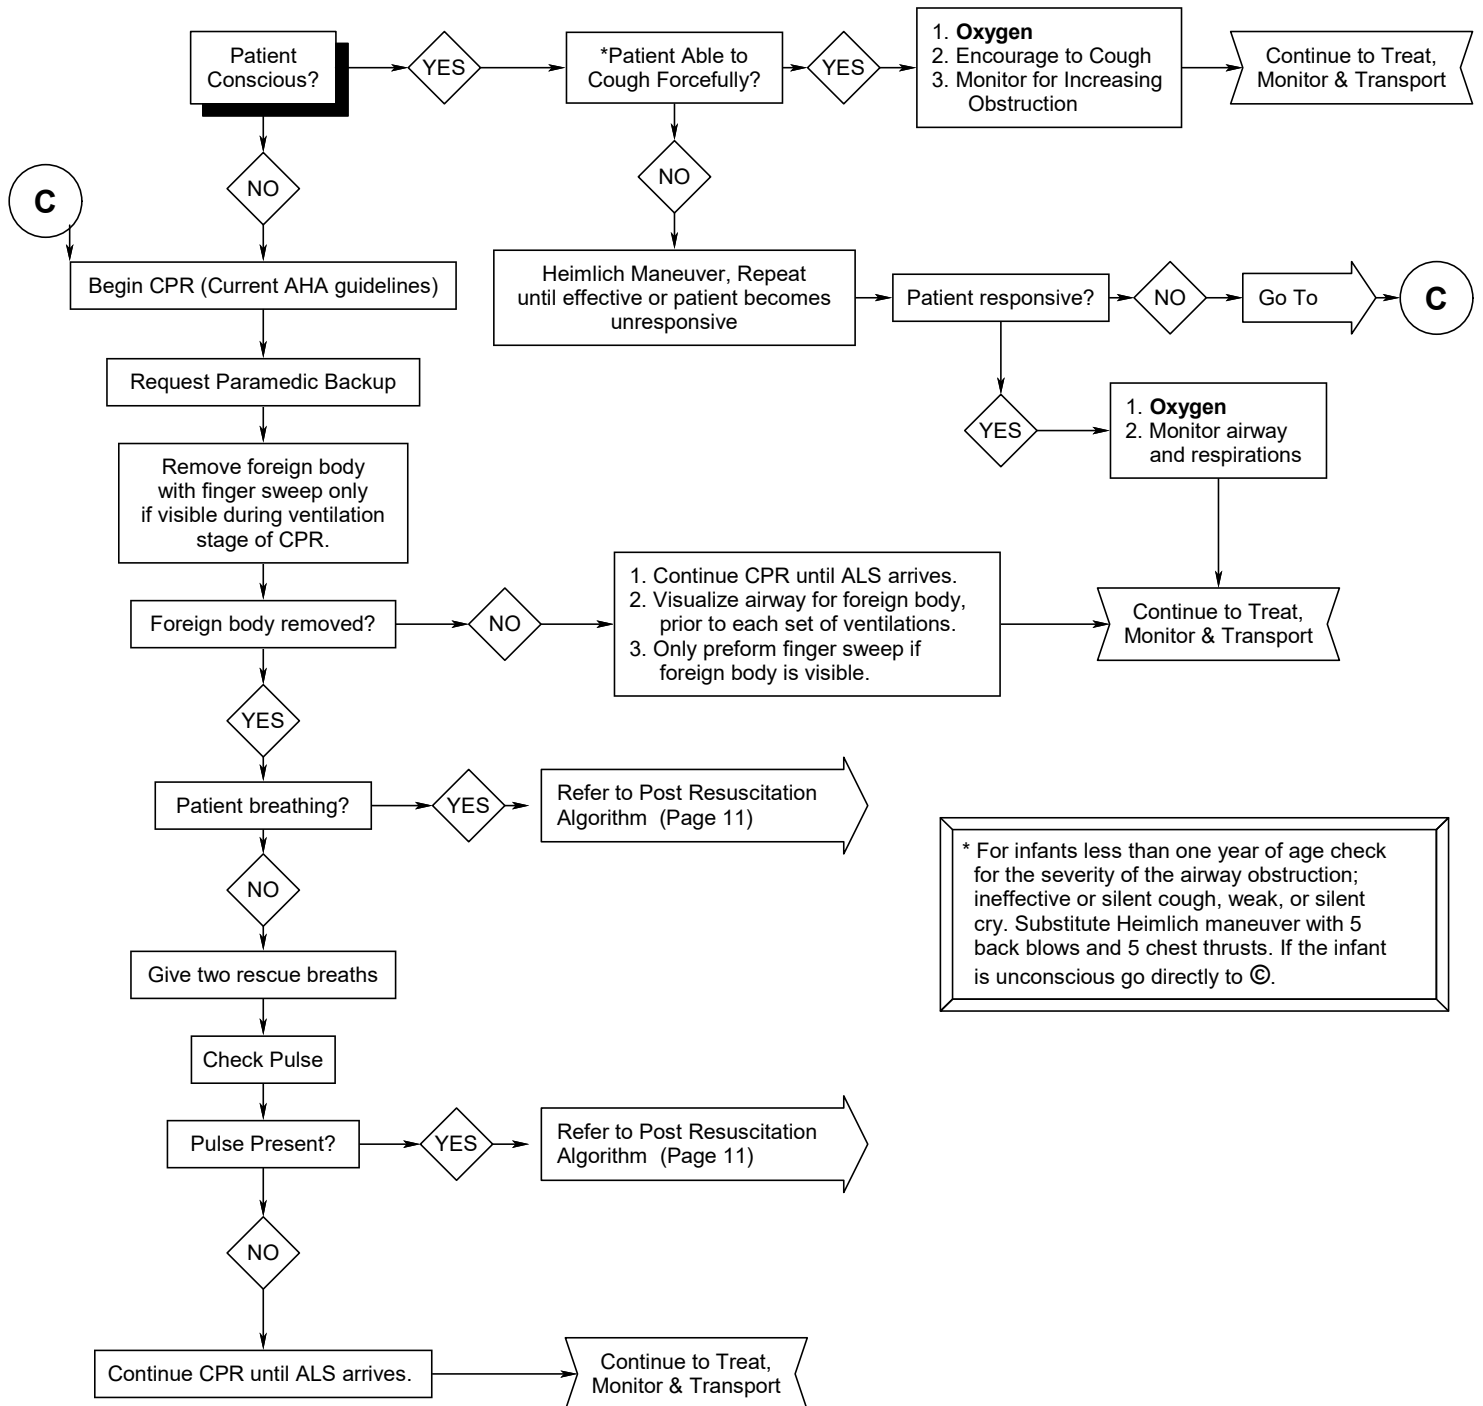 Patient
Conscious?
YES
*Patient Able to
Cough Forcefully?
YES
1. Oxygen
2. Encourage to Cough
3. Monitor for Increasing
Obstruction
Continue to Treat,
Monitor & Transport
NO
NO
C
Begin CPR (Current AHA guidelines)
Heimlich Maneuver, Repeat
until effective or patient becomes
unresponsive
Patient responsive?
NO
Go To
C
Request Paramedic Backup
YES
1. Oxygen
2. Monitor airway
and respirations
Remove foreign body
with finger sweep only
if visible during ventilation
stage of CPR.
Foreign body removed?
NO
1. Continue CPR until ALS arrives.
2. Visualize airway for foreign body,
prior to each set of ventilations.
3. Only preform finger sweep if
foreign body is visible.
Continue to Treat,
Monitor & Transport
YES
Patient breathing?
YES
Refer to Post Resuscitation
Algorithm (Page 11)
* For infants less than one year of age check
for the severity of the airway obstruction;
ineffective or silent cough, weak, or silent
cry. Substitute Heimlich maneuver with 5
back blows and 5 chest thrusts. If the infant
is unconscious go directly to ©.
NO
Give two rescue breaths
Check Pulse
Pulse Present?
YES
Refer to Post Resuscitation
Algorithm (Page 11)
NO
Continue CPR until ALS arrives.
Continue to Treat,
Monitor & Transport